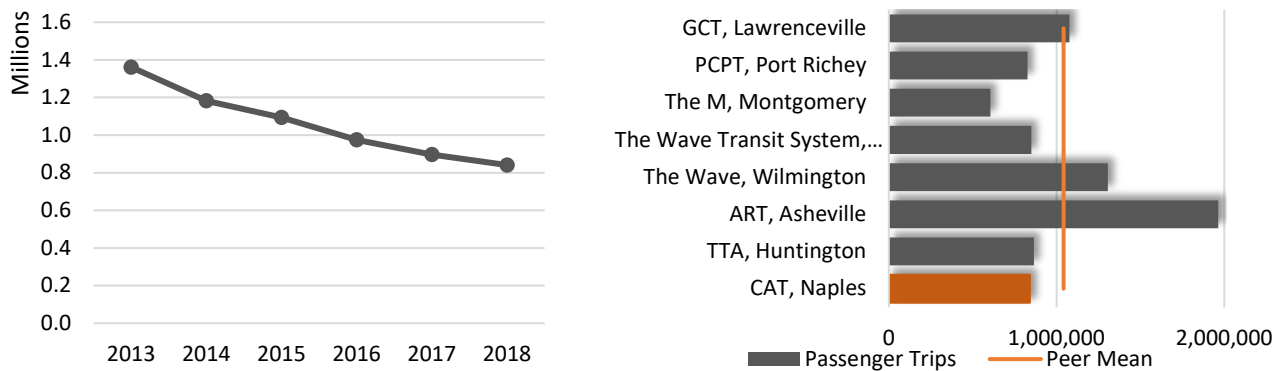 Millions
1.6
1.4
1.2
1.0
0.8
0.6
0.4
0.2
0.0
2013 2014 2015 2016 2017 2018
GCT, Lawrenceville
PCPT, Port Richey
The M, Montgomery
The Wave Transit System,...
The Wave, Wilmington
ART, Asheville
TTA, Huntington
CAT, Naples
0 1,000,000 2,000,000
Passenger Trips Peer Mean